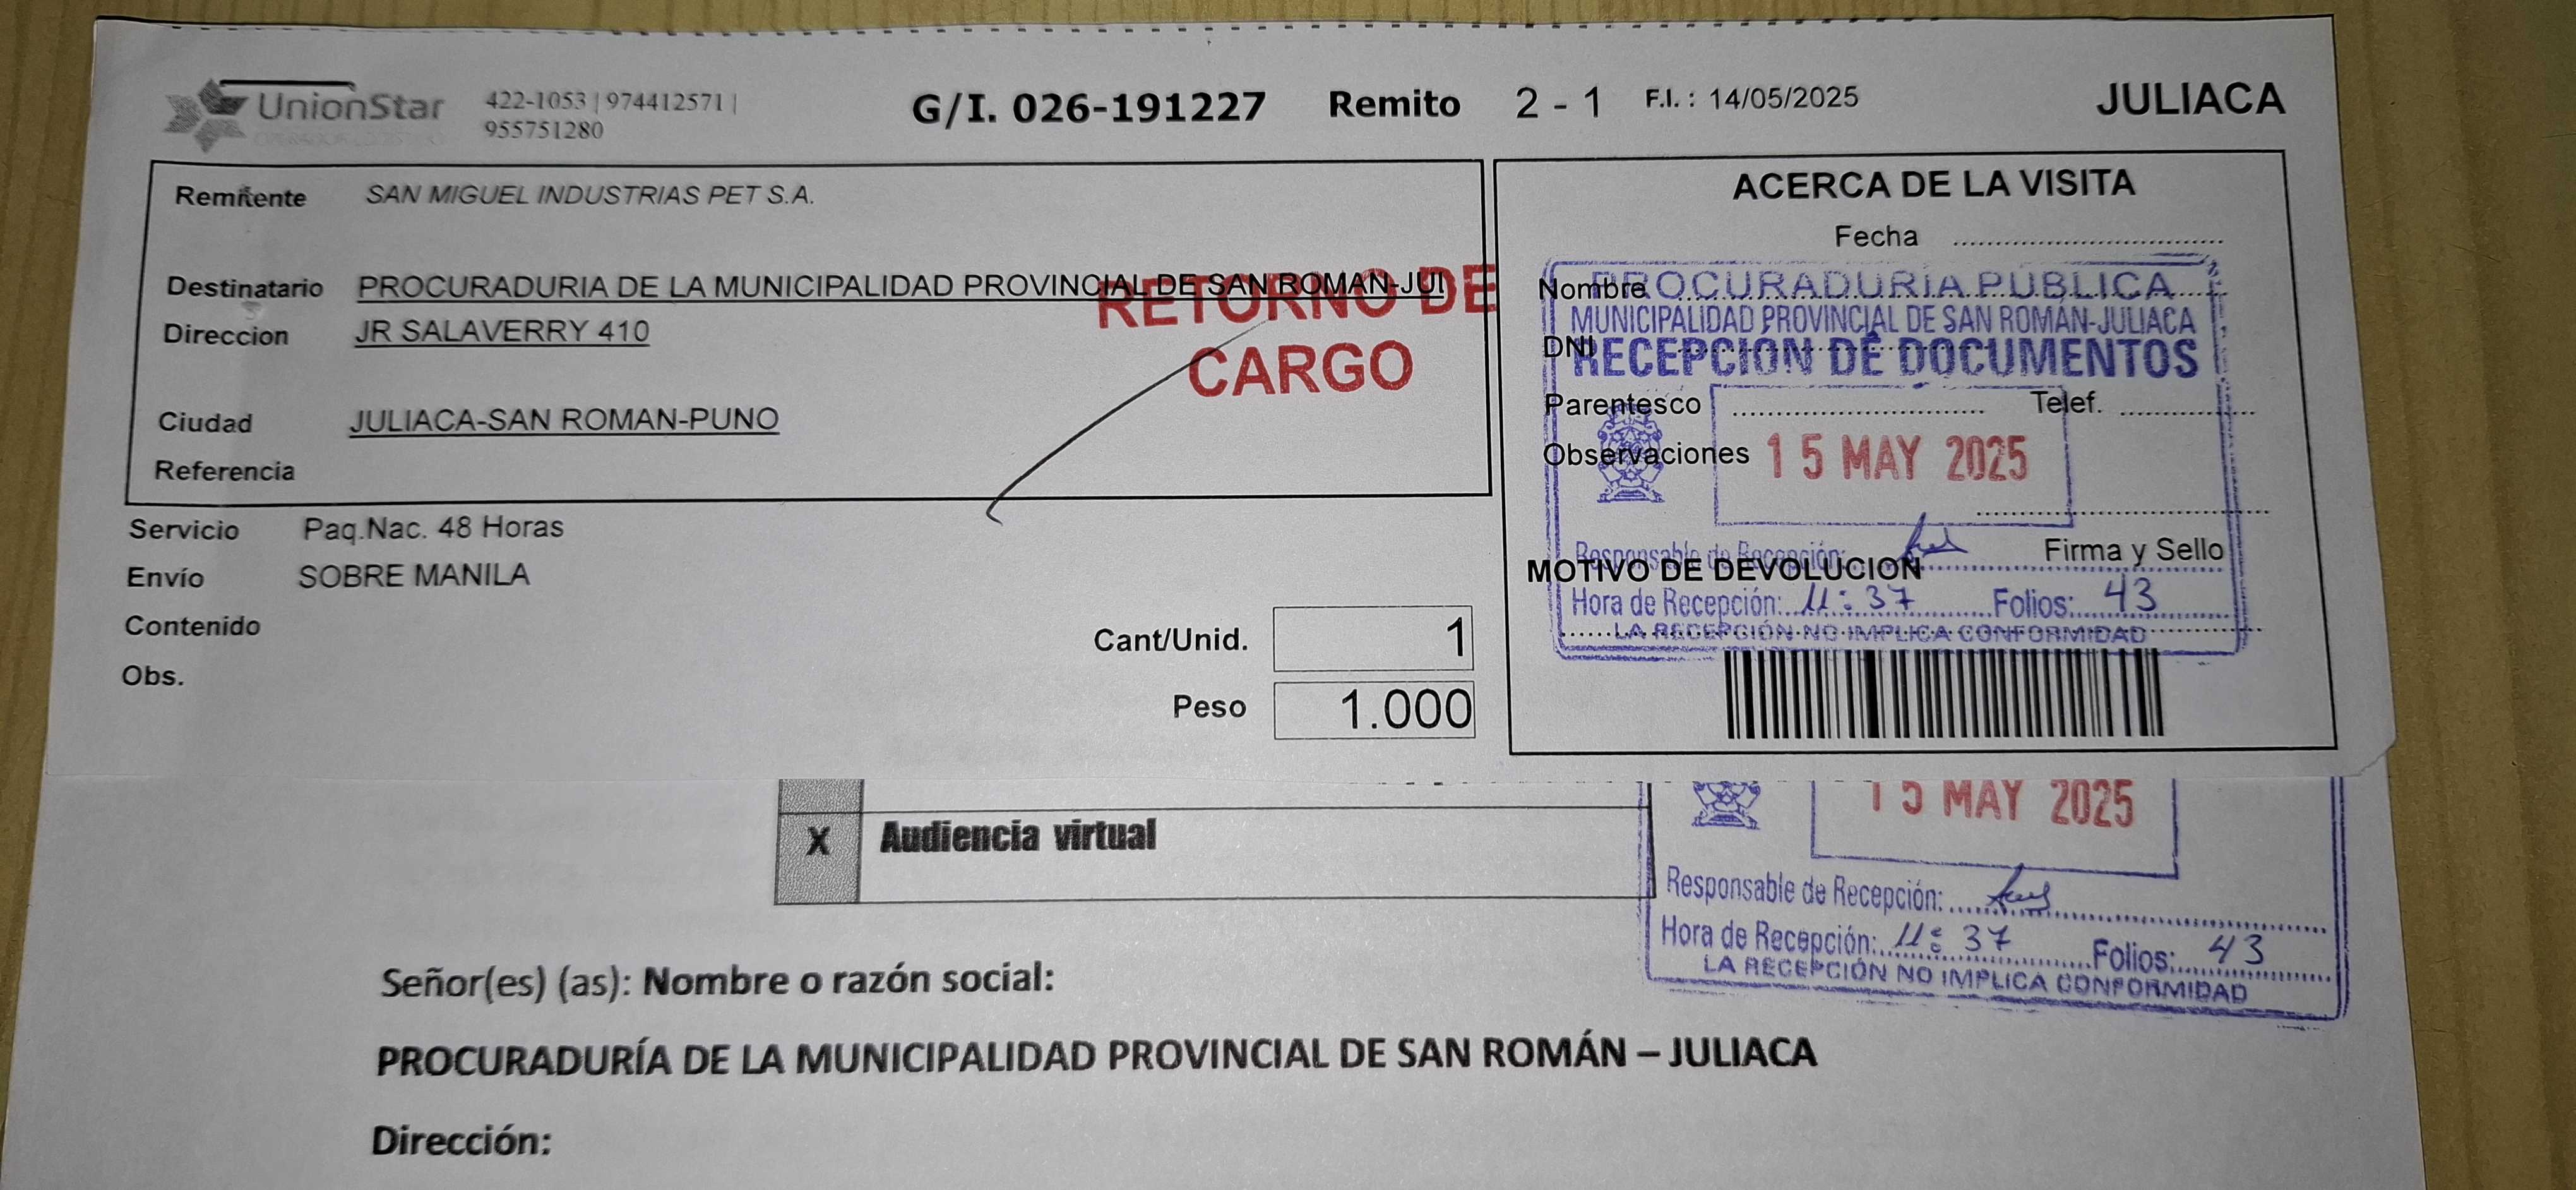 UnionStar
422-1053 | 974412571 |
955751280
G/I. 026-191227 Remito 2 - 1 F.I. : 14/05/2025 JULIACA
Remitente SAN MIGUEL INDUSTRIAS PET S.A.
Destinatario PROCURADURIA DE LA MUNICIPALIDAD PROVINCIAL DE SAN ROMAN-JUI
Direccion JR SALAVERRY 410
Ciudad JULIACA-SAN ROMAN-PUNO
Referencia
RETORNO DE
CARGO
Servicio Paq.Nac. 48 Horas
Envío SOBRE MANILA
Contenido
Obs.
Cant/Unid. 1
Peso 1.000
ACERCA DE LA VISITA
Fecha
Nombre
DNI
Parentesco Telef.
Observaciones
Firma y Sello
MOTIVO DE DEVOLUCION
PROCURADURÍA PÚBLICA
MUNICIPALIDAD PROVINCIAL DE SAN ROMÁN-JULIACA
RECEPCIÓN DE DOCUMENTOS
15 MAY 2025
Responsable de Recepción:
Hora de Recepción: 11:37 Folios: 43
LA RECEPCIÓN NO IMPLICA CONFORMIDAD
X Audiencia virtual
15 MAY 2025
Responsable de Recepción:
Hora de Recepción: 11:37 Folios: 43
LA RECEPCIÓN NO IMPLICA CONFORMIDAD
Señor(es) (as): Nombre o razón social:
PROCURADURÍA DE LA MUNICIPALIDAD PROVINCIAL DE SAN ROMÁN – JULIACA
Dirección: